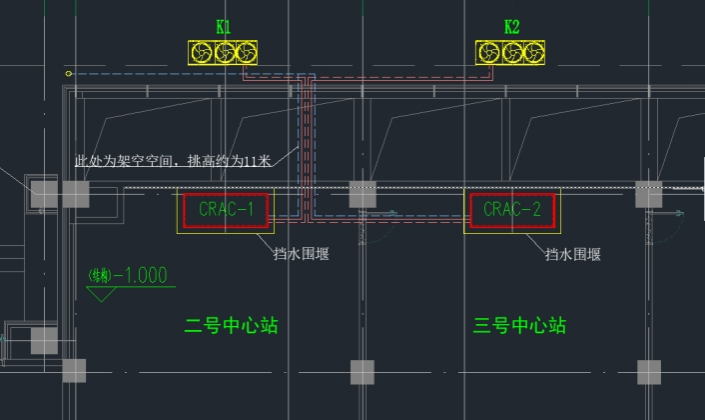 K1
K2
此处为架空空间，挑高约为11米
CRAC-1
CRAC-2
挡水围堰
挡水围堰
(结构)-1.000
二号中心站
三号中心站